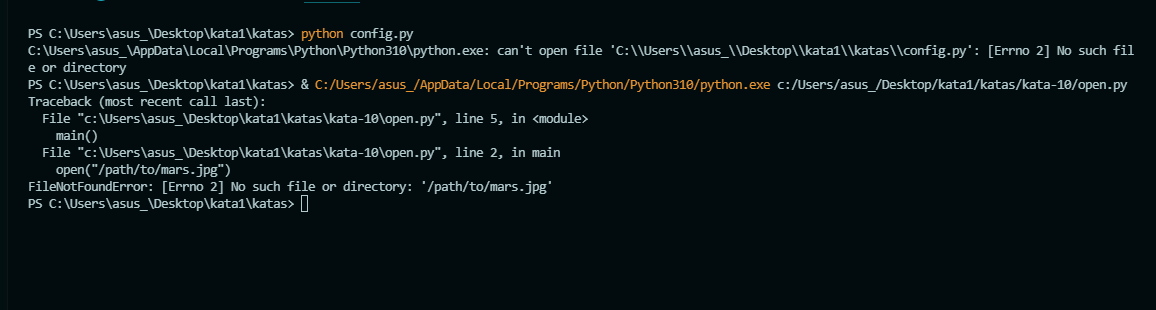 PS C:\Users\asus_\Desktop\kata1\katas> python config.py
C:\Users\asus_\AppData\Local\Programs\Python\Python310\python.exe: can't open file 'C:\\Users\\asus_\\Desktop\\kata1\\katas\\config.py': [Errno 2] No such fil
e or directory
PS C:\Users\asus_\Desktop\kata1\katas> & C:/Users/asus_/AppData/Local/Programs/Python/Python310/python.exe c:/Users/asus_/Desktop/kata1/katas/kata-10/open.py
Traceback (most recent call last):
  File "c:\Users\asus_\Desktop\kata1\katas\kata-10\open.py", line 5, in <module>
    main()
  File "c:\Users\asus_\Desktop\kata1\katas\kata-10\open.py", line 2, in main
    open("/path/to/mars.jpg")
FileNotFoundError: [Errno 2] No such file or directory: '/path/to/mars.jpg'
PS C:\Users\asus_\Desktop\kata1\katas>